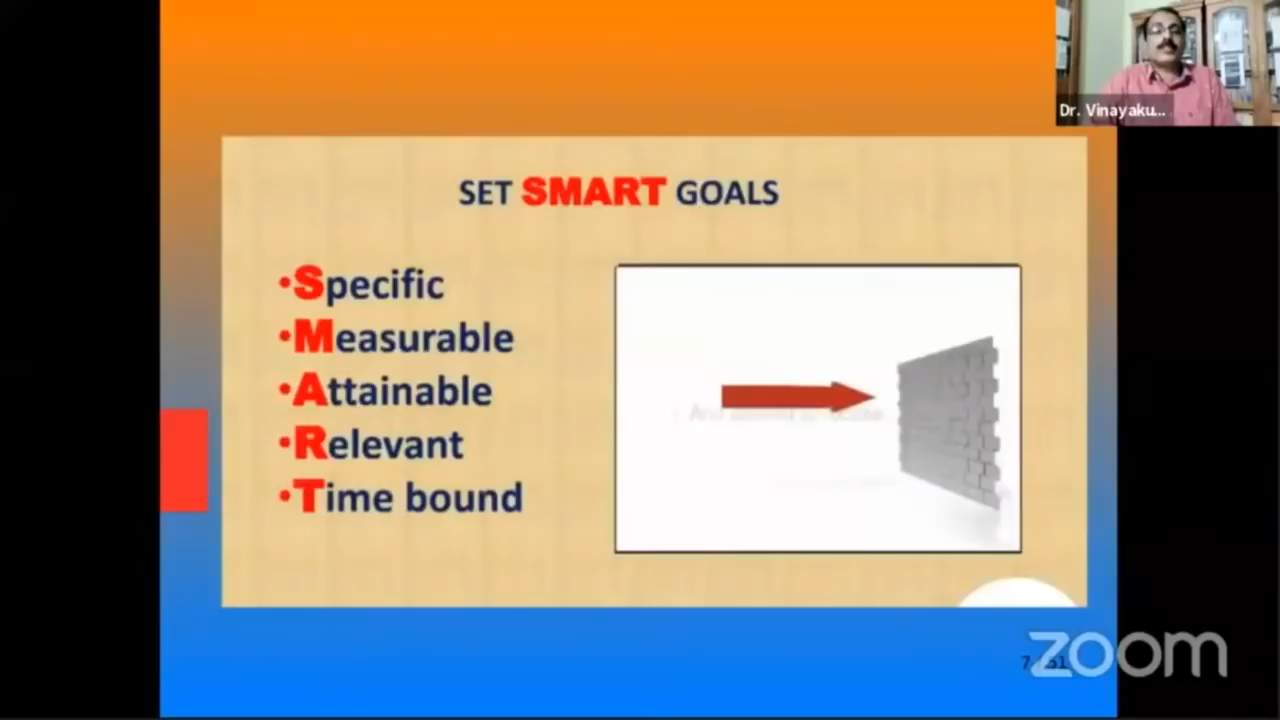 Dr. Vinayaku...
SET SMART GOALS
•Specific
•Measurable
•Attainable
•Relevant
•Time bound
zoom